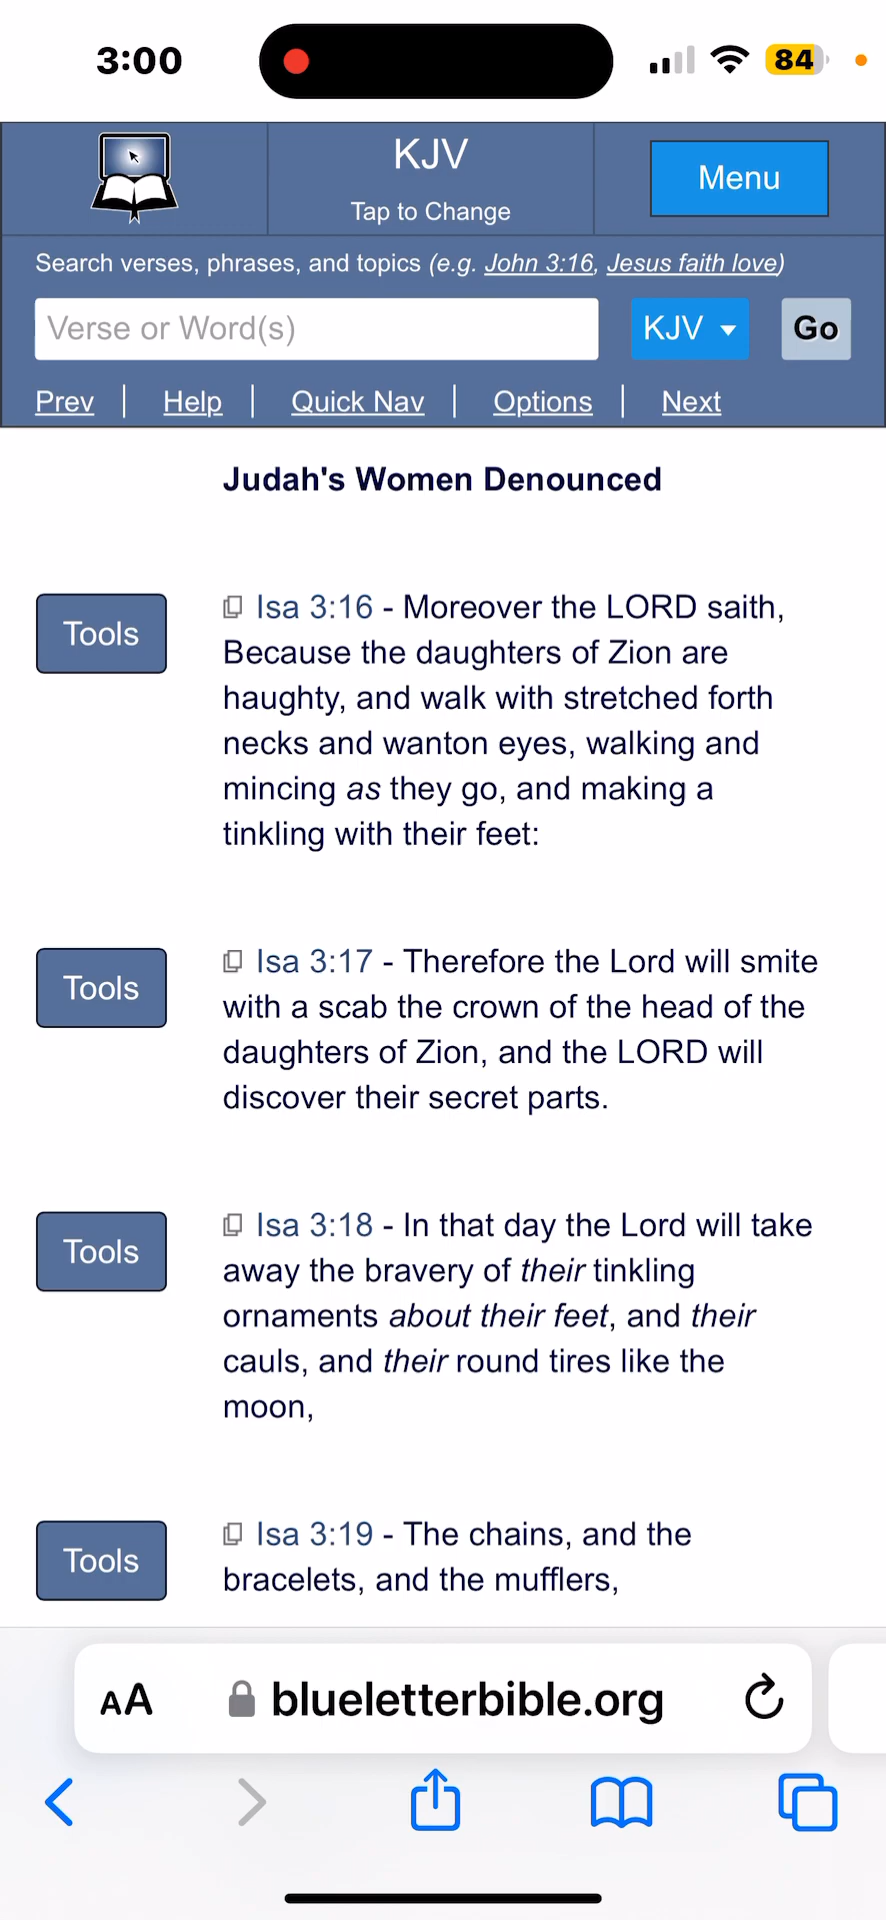 3:00
84
KJV
Tap to Change
Menu
Search verses, phrases, and topics (e.g. John 3:16, Jesus faith love)
Verse or Word(s)
KJV
Go
Prev | Help | Quick Nav | Options | Next
Judah's Women Denounced
Tools
Isa 3:16 - Moreover the LORD saith,
Because the daughters of Zion are
haughty, and walk with stretched forth
necks and wanton eyes, walking and
mincing as they go, and making a
tinkling with their feet:
Tools
Isa 3:17 - Therefore the Lord will smite
with a scab the crown of the head of the
daughters of Zion, and the LORD will
discover their secret parts.
Tools
Isa 3:18 - In that day the Lord will take
away the bravery of their tinkling
ornaments about their feet, and their
cauls, and their round tires like the
moon,
Tools
Isa 3:19 - The chains, and the
bracelets, and the mufflers,
AA
blueletterbible.org